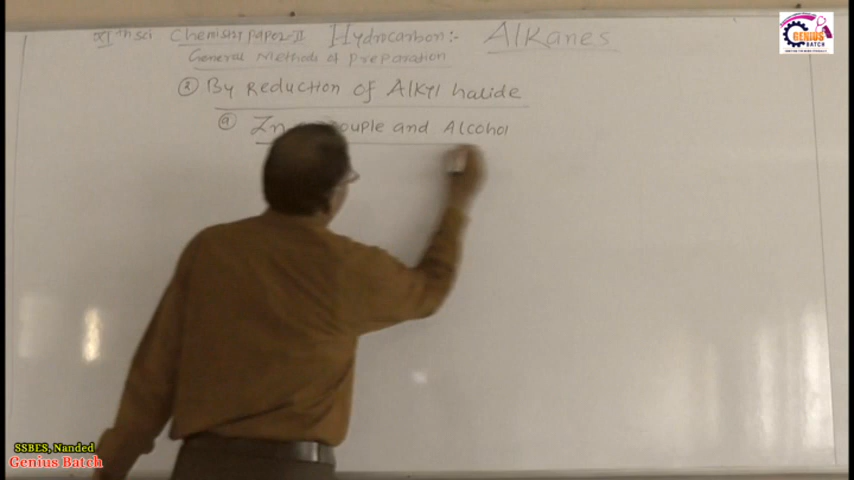 XI th sci Chemistry paper-II Hydrocarbon:- Alkanes
General Methods of Preparation
② By Reduction of Alkyl halide
ⓐ Zn couple and Alcohol
GENIUS
BATCH
SSBES, Nanded
Genius Batch